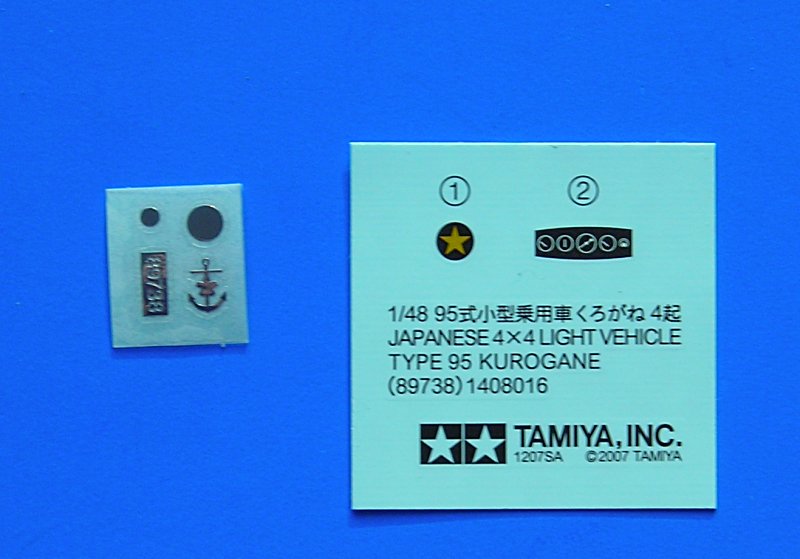 89738
① ②
1/48 95式小型乗用車くろがね 4起
JAPANESE 4×4 LIGHT VEHICLE
TYPE 95 KUROGANE
(89738) 1408016
TAMIYA, INC.
1207SA ©2007 TAMIYA